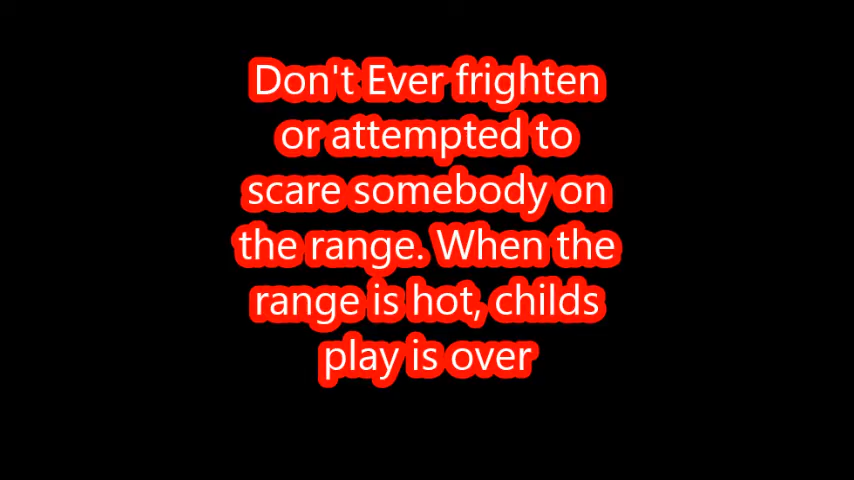 Don't Ever frighten
or attempted to
scare somebody on
the range. When the
range is hot, childs
play is over